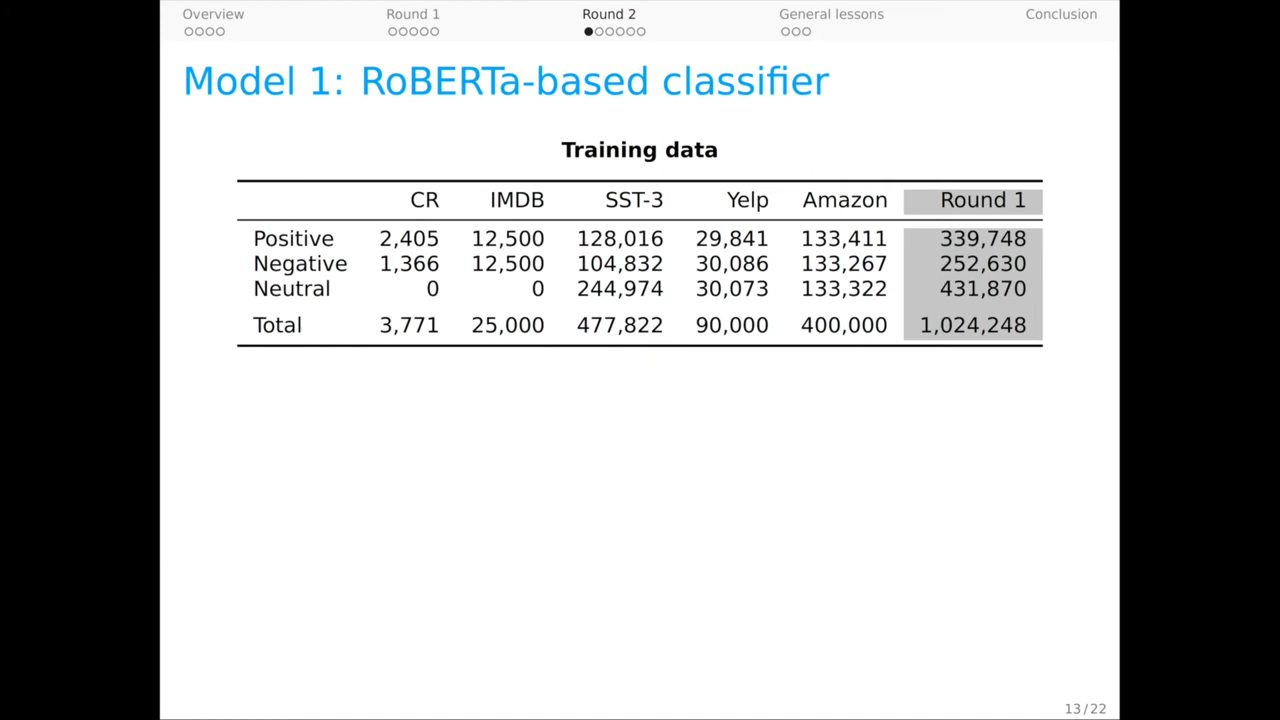 Overview Round 1 Round 2 General lessons Conclusion
Model 1: RoBERTa-based classifier
Training data
CR IMDB SST-3 Yelp Amazon Round 1
Positive 2,405 12,500 128,016 29,841 133,411 339,748
Negative 1,366 12,500 104,832 30,086 133,267 252,630
Neutral 0 0 244,974 30,073 133,322 431,870
Total 3,771 25,000 477,822 90,000 400,000 1,024,248
13/22